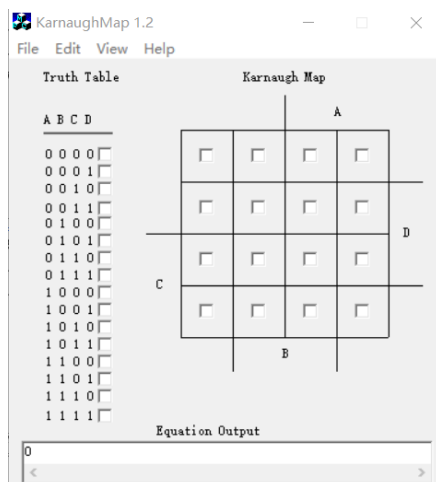 KarnaughMap 1.2
File Edit View Help
Truth Table
Karnaugh Map
A
A B C D
0 0 0 0
0 0 0 1
0 0 1 0
0 0 1 1
0 1 0 0
D
0 1 0 1
0 1 1 0
0 1 1 1
C
1 0 0 0
1 0 0 1
1 0 1 0
1 0 1 1
B
1 1 0 0
1 1 0 1
1 1 1 0
1 1 1 1
Equation Output
0